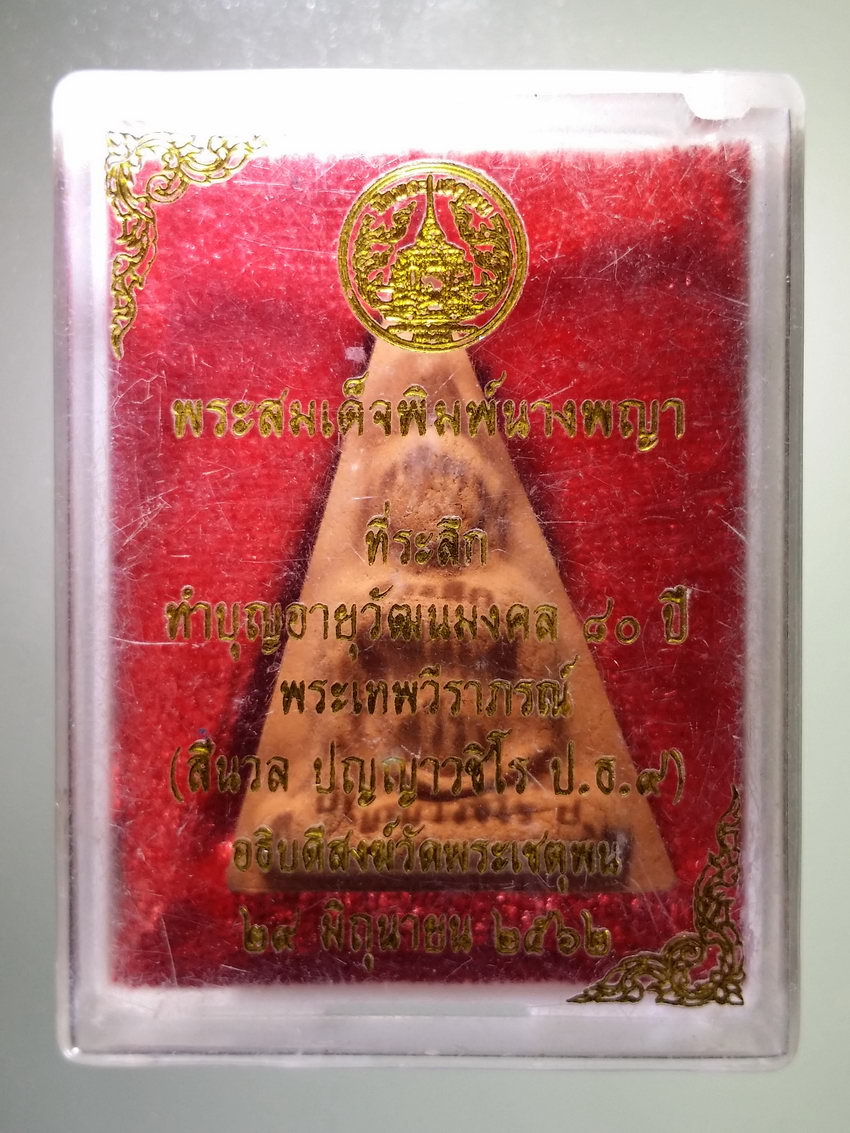 พระสมเด็จพิมพ์นางพญา
ที่ระลึก
ทำบุญอายุวัฒนมงคล ๘๐ ปี
พระเทพวีราภรณ์
(สีนวล ปญฺญาวชิโร ป.ธ.๙)
อธิบดีสงฆ์วัดพระเชตุพน
๒๙ มิถุนายน ๒๕๖๒